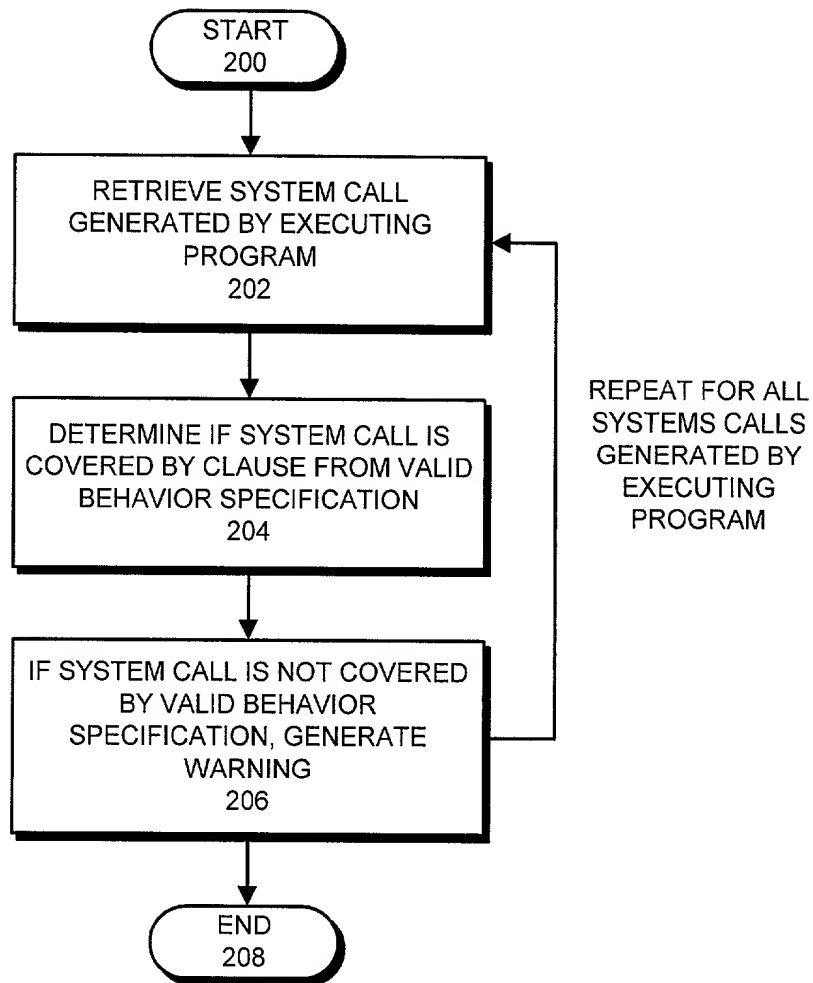 START
200
RETRIEVE SYSTEM CALL
GENERATED BY EXECUTING
PROGRAM
202
DETERMINE IF SYSTEM CALL IS
COVERED BY CLAUSE FROM VALID
BEHAVIOR SPECIFICATION
204
IF SYSTEM CALL IS NOT COVERED
BY VALID BEHAVIOR
SPECIFICATION, GENERATE
WARNING
206
REPEAT FOR ALL
SYSTEMS CALLS
GENERATED BY
EXECUTING
PROGRAM
END
208